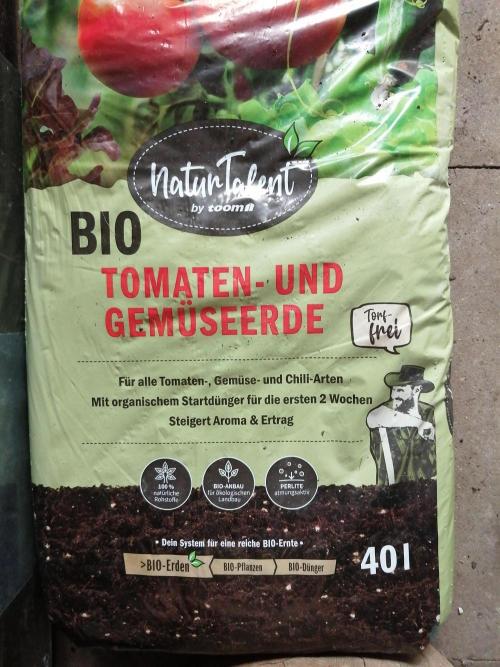 NaturTalent
by toom
BIO
TOMATEN- UND
GEMÜSEERDE
Torf-
frei
Für alle Tomaten-, Gemüse- und Chili-Arten
Mit organischem Startdünger für die ersten 2 Wochen
Steigert Aroma & Ertrag
100 %
natürliche
Rohstoffe
BIO-ANBAU
für ökologischen
Landbau
PERLITE
atmungsaktiv
• Dein System für eine reiche BIO-Ernte •
>BIO-Erden
BIO-Pflanzen
BIO-Dünger
40 l